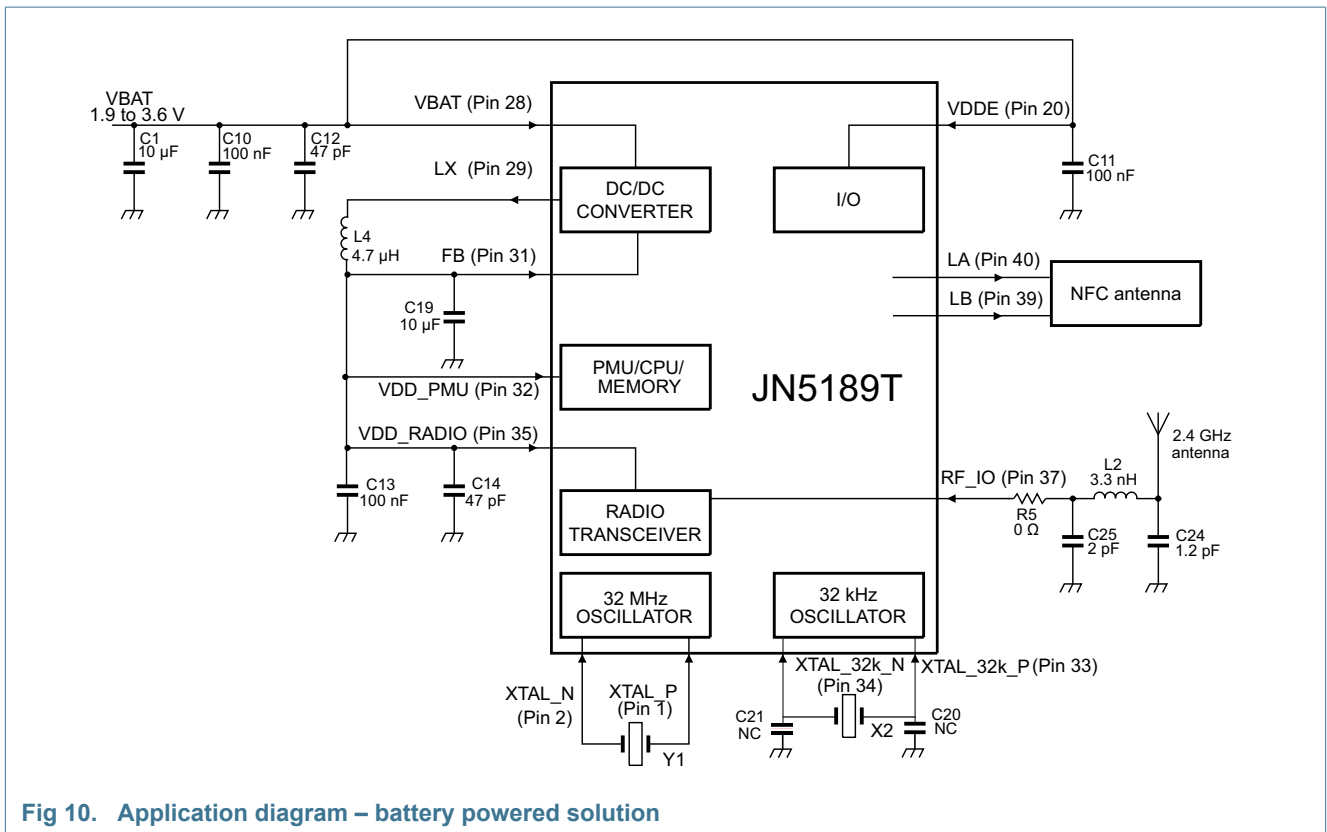 VBAT
1.9 to 3.6 V
C1
10 µF
C10
100 nF
C12
47 pF
VBAT (Pin 28)
LX (Pin 29)
L4
4.7 µH
FB (Pin 31)
C19
10 µF
VDD_PMU (Pin 32)
VDD_RADIO (Pin 35)
C13
100 nF
C14
47 pF
DC/DC
CONVERTER
I/O
PMU/CPU/
MEMORY
JN5189T
RADIO
TRANSCEIVER
32 MHz
OSCILLATOR
32 kHz
OSCILLATOR
VDDE (Pin 20)
C11
100 nF
LA (Pin 40)
LB (Pin 39)
NFC antenna
2.4 GHz
antenna
RF_IO (Pin 37)
L2
3.3 nH
R5
0 Ω
C25
2 pF
C24
1.2 pF
XTAL_N
(Pin 2)
XTAL_P
(Pin 1)
Y1
XTAL_32k_N
(Pin 34)
XTAL_32k_P (Pin 33)
C21
NC
X2
C20
NC
Fig 10. Application diagram – battery powered solution